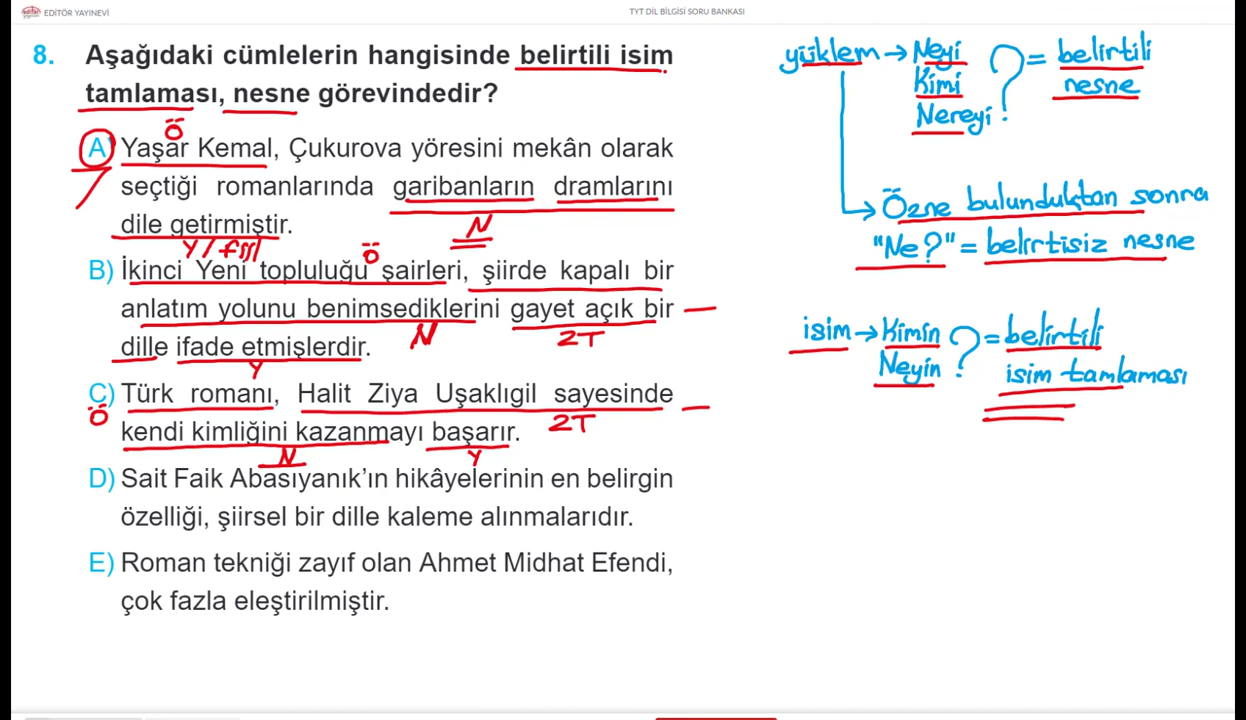 EDİTÖR YAYINEVİ
TYT DİL BİLGİSİ SORU BANKASI
8. Aşağıdaki cümlelerin hangisinde belirtili isim
tamlaması, nesne görevindedir?
Ö
A) Yaşar Kemal, Çukurova yöresini mekân olarak
seçtiği romanlarında garibanların dramlarını
dile getirmiştir.
N
Y/fiil
Ö
B) İkinci Yeni topluluğu şairleri, şiirde kapalı bir
anlatım yolunu benimsediklerini gayet açık bir
N
ZT
dille ifade etmişlerdir.
Y
C) Türk romanı, Halit Ziya Uşaklıgil sayesinde
Ö
ZT
kendi kimliğini kazanmayı başarır.
N
Y
D) Sait Faik Abasıyanık’ın hikâyelerinin en belirgin
özelliği, şiirsel bir dille kaleme alınmalarıdır.
E) Roman tekniği zayıf olan Ahmet Midhat Efendi,
çok fazla eleştirilmiştir.
yüklem → Neyi ? = belirtili
Kimi nesne
Nereyi
→ Özne bulunduktan sonra
"Ne?" = belirtisiz nesne
isim → Kimin ? = belirtili
Neyin isim tamlaması